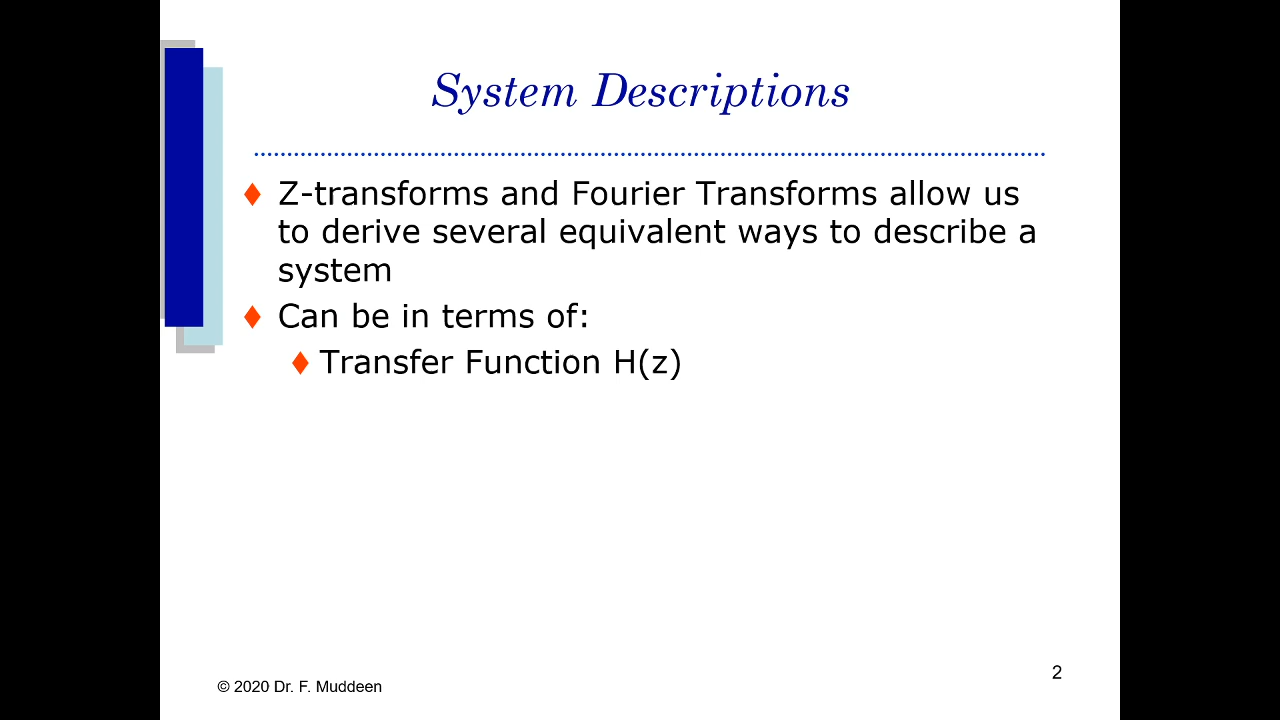 System Descriptions
Z-transforms and Fourier Transforms allow us
to derive several equivalent ways to describe a
system
Can be in terms of:
Transfer Function H(z)
2
© 2020 Dr. F. Muddeen